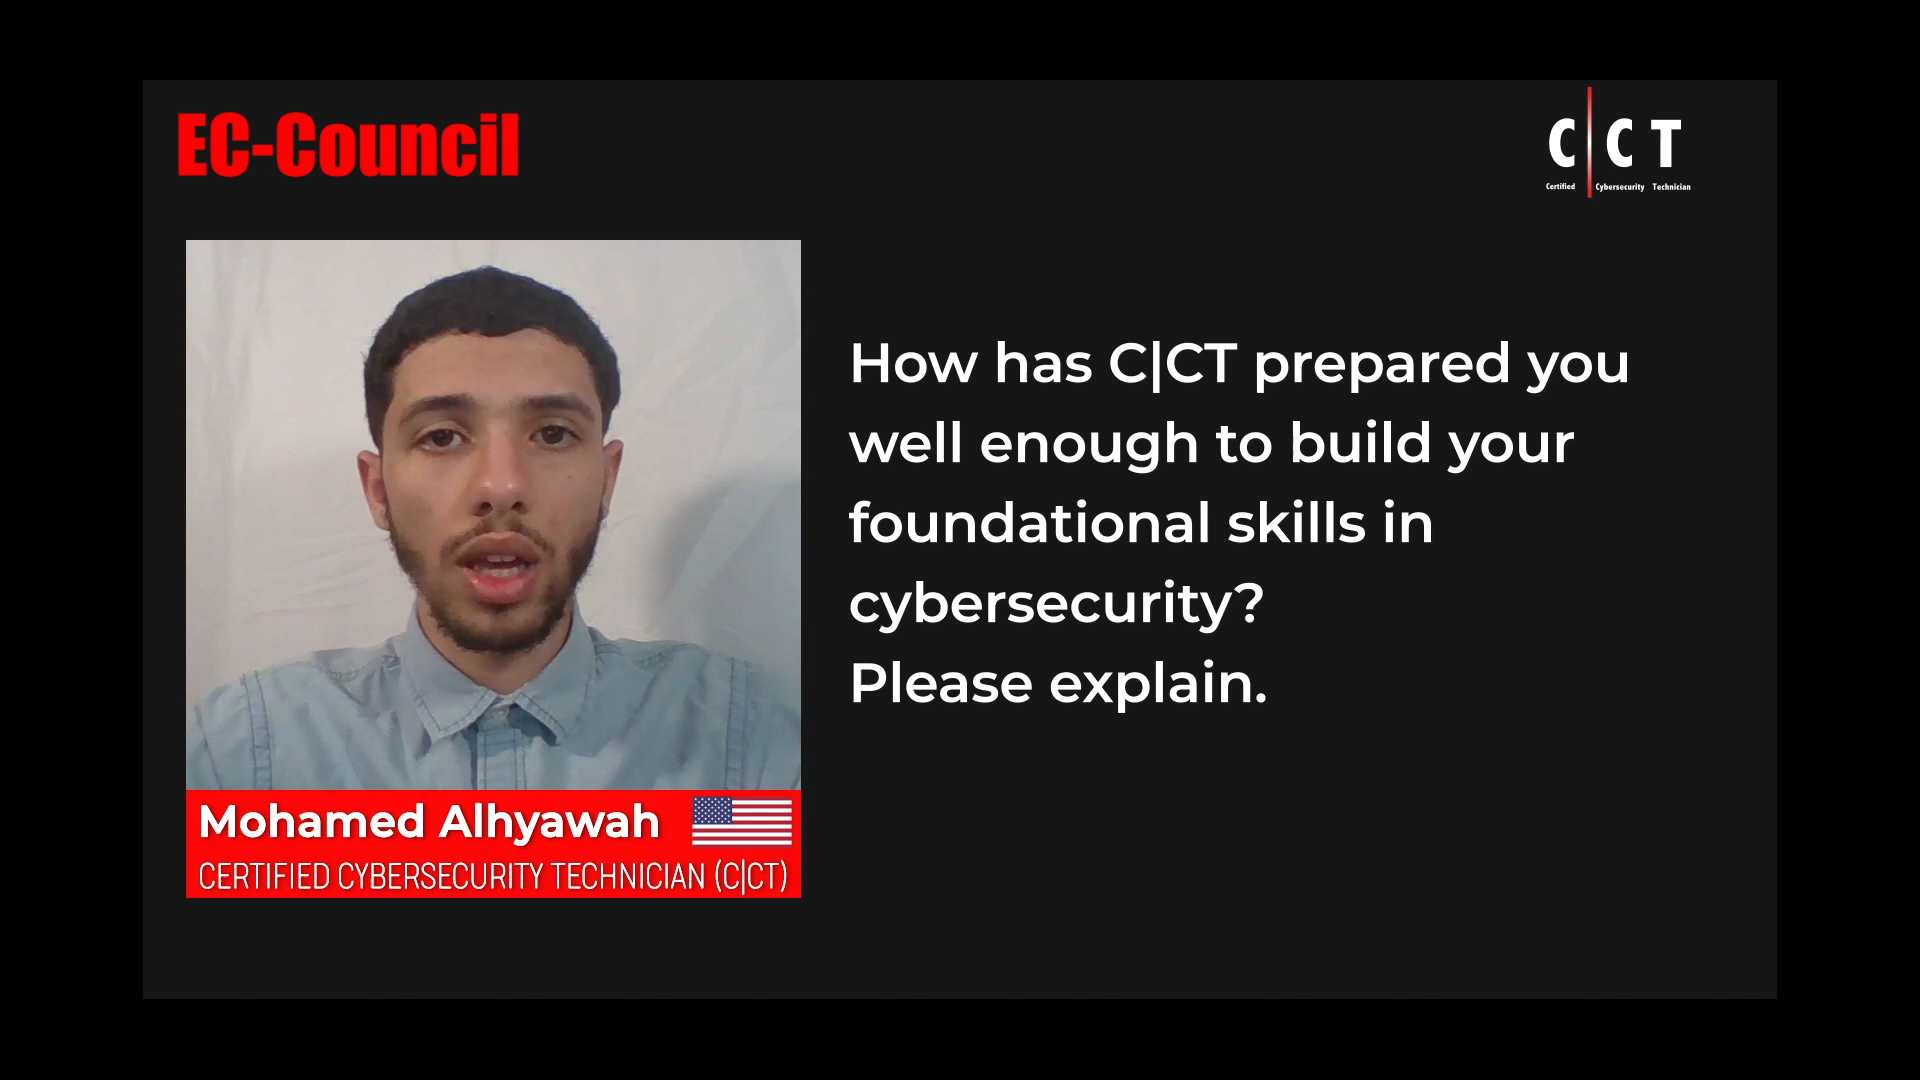 EC-Council
C|CT
Certified Cybersecurity Technician
How has C|CT prepared you
well enough to build your
foundational skills in
cybersecurity?
Please explain.
Mohamed Alhyawah
CERTIFIED CYBERSECURITY TECHNICIAN (C|CT)